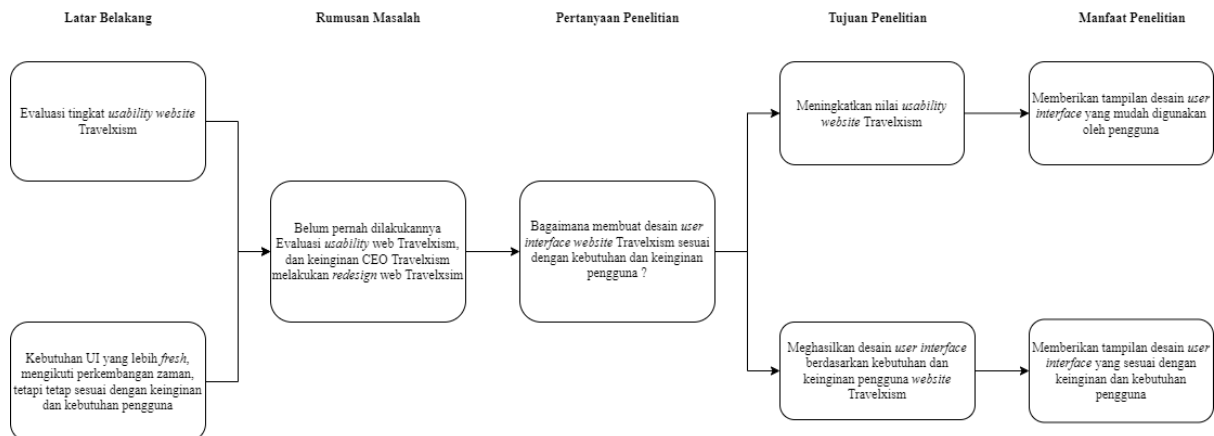 Latar Belakang
Rumusan Masalah
Pertanyaan Penelitian
Tujuan Penelitian
Manfaat Penelitian
Evaluasi tingkat usability website
Travelxism
Kebutuhan UI yang lebih fresh,
mengikuti perkembangan zaman,
tetapi tetap sesuai dengan keinginan
dan kebutuhan pengguna
Belum pernah dilakukannya
Evaluasi usability web Travelxism,
dan keinginan CEO Travelxism
melakukan redesign web Travelxsim
Bagaimana membuat desain user
interface website Travelxism sesuai
dengan kebutuhan dan keinginan
pengguna ?
Meningkatkan nilai usability
website Travelxism
Meghasilkan desain user interface
berdasarkan kebutuhan dan
keinginan pengguna website
Travelxism
Memberikan tampilan desain user
interface yang mudah digunakan
oleh pengguna
Memberikan tampilan desain user
interface yang sesuai dengan
keinginan dan kebutuhan
pengguna